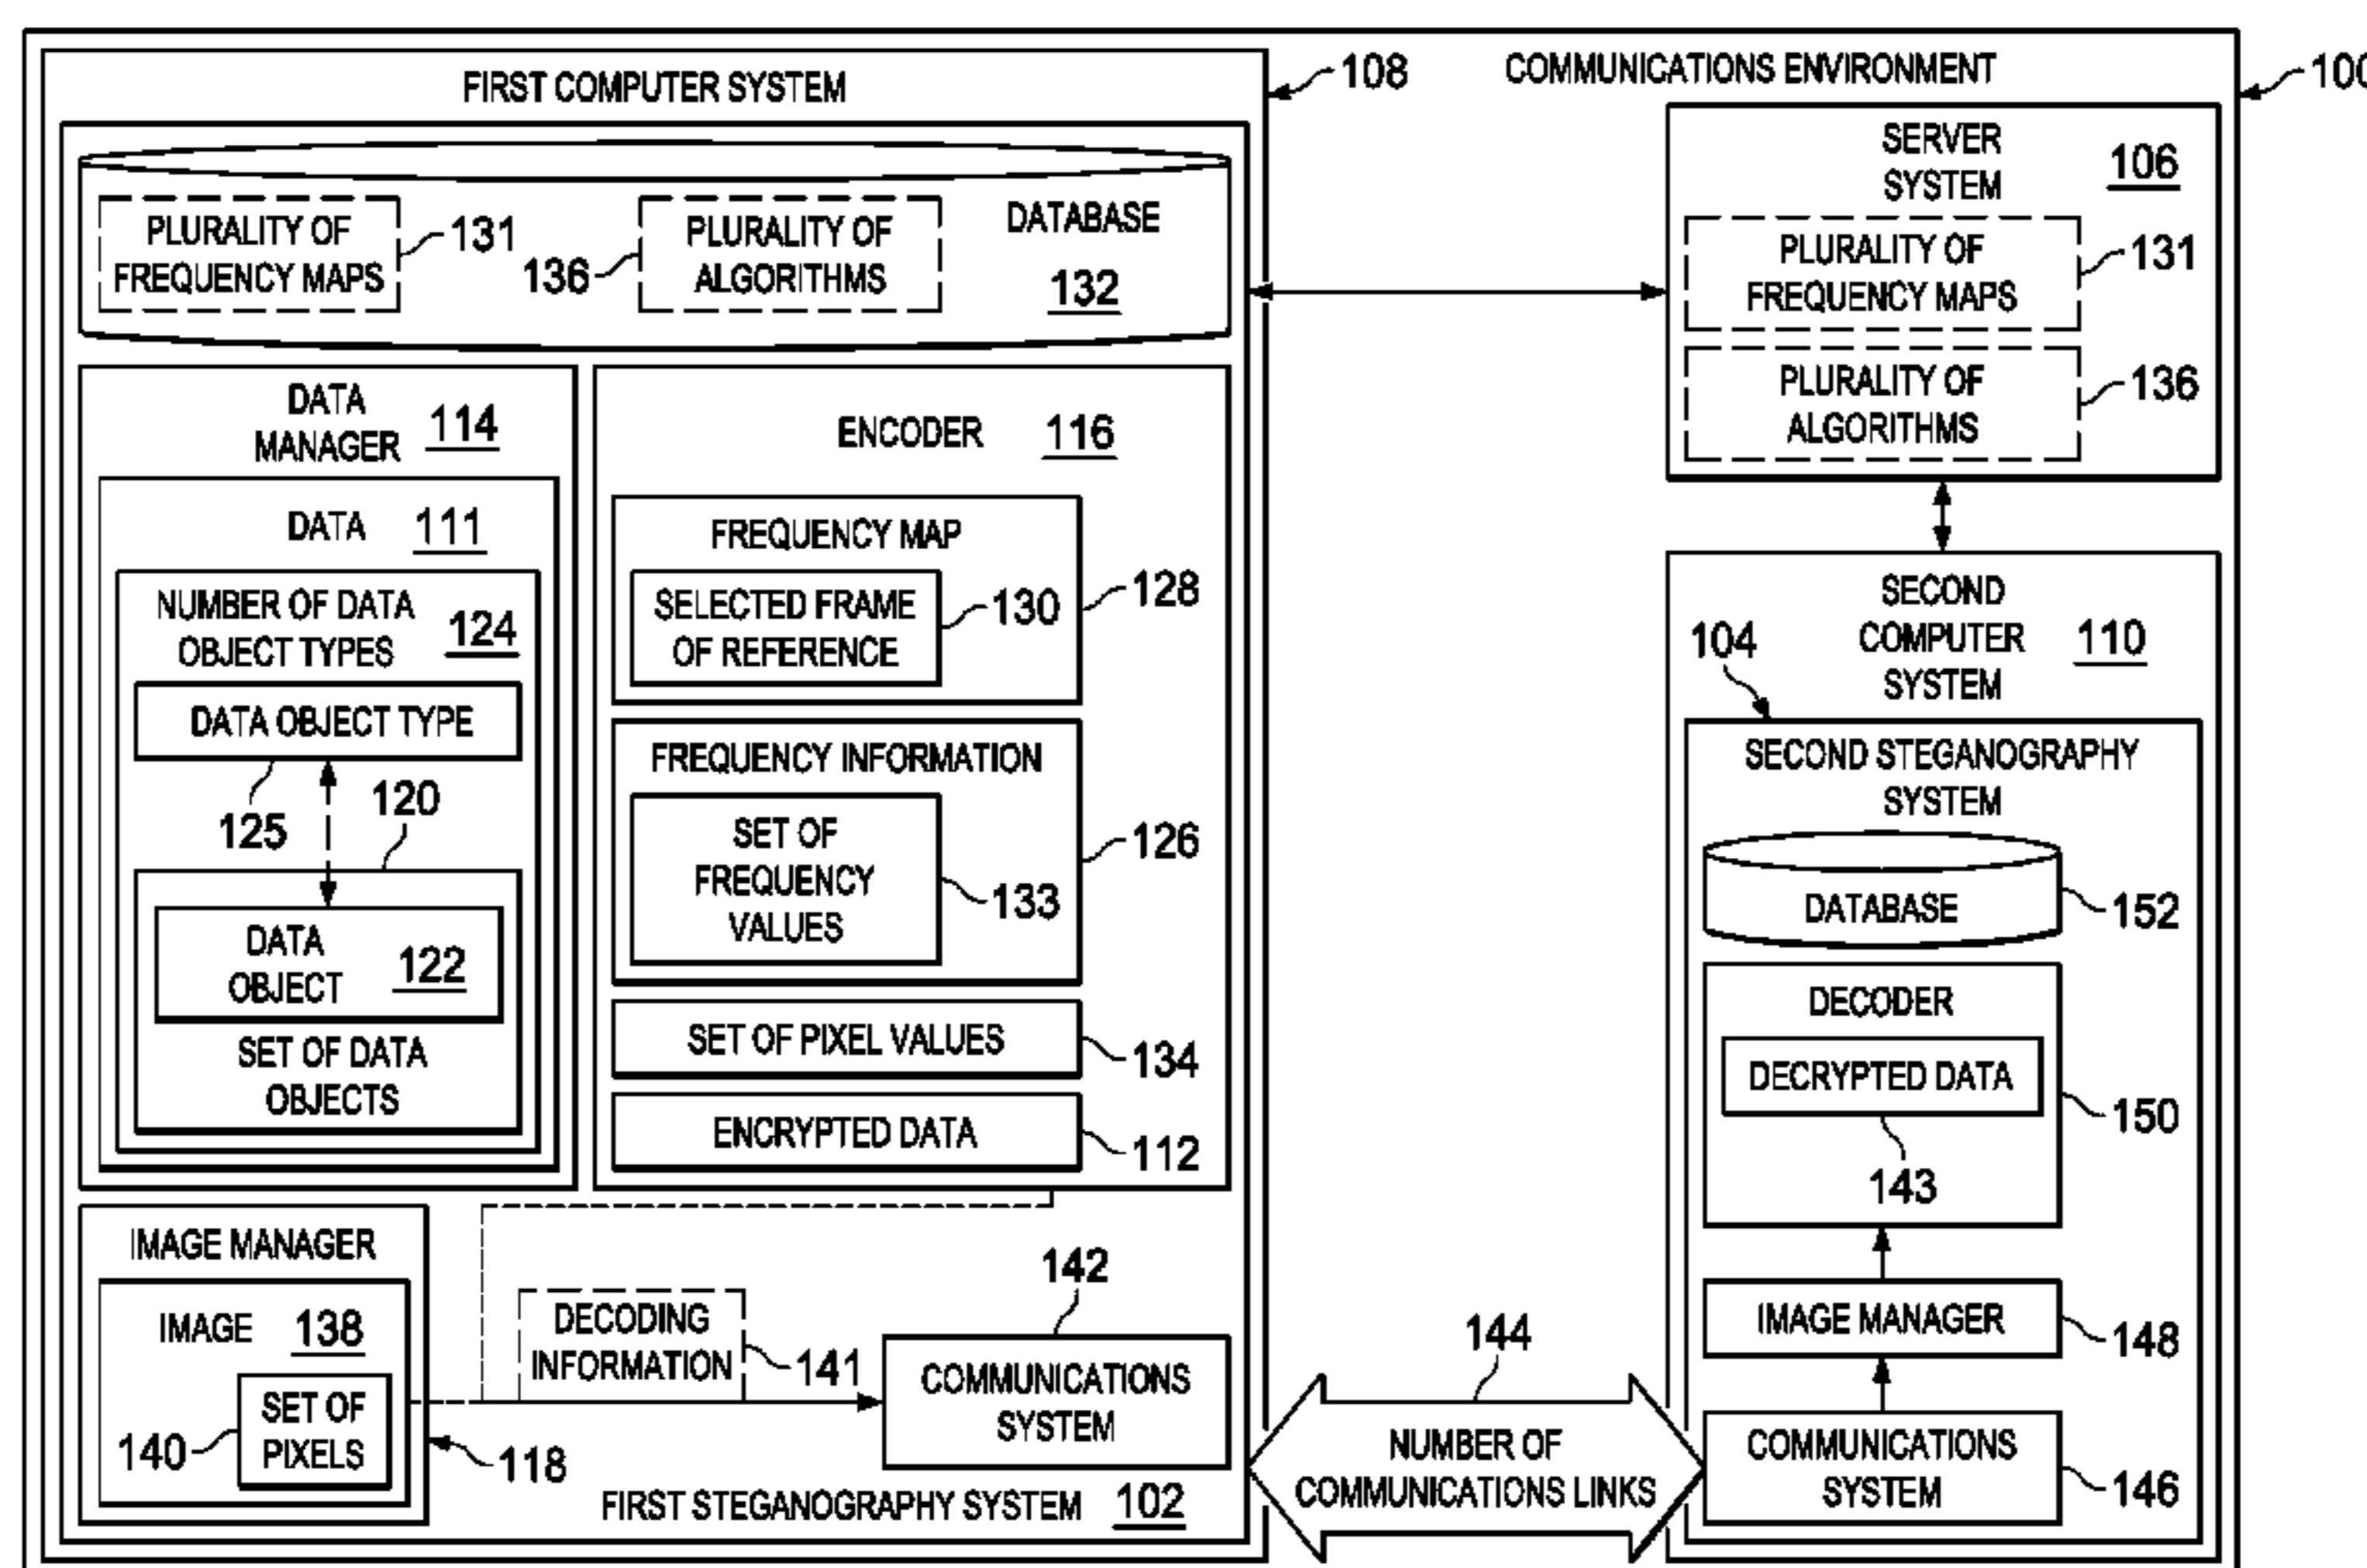 COMMUNICATIONS ENVIRONMENT
100
FIRST COMPUTER SYSTEM
108
PLURALITY OF
FREQUENCY MAPS
131
136
PLURALITY OF
ALGORITHMS
DATABASE
132
DATA
MANAGER 114
DATA 111
NUMBER OF DATA
OBJECT TYPES 124
DATA OBJECT TYPE
125
120
DATA
OBJECT 122
SET OF DATA
OBJECTS
ENCODER 116
FREQUENCY MAP
128
SELECTED FRAME
OF REFERENCE
130
FREQUENCY INFORMATION
126
SET OF
FREQUENCY
VALUES
133
SET OF PIXEL VALUES
134
ENCRYPTED DATA
112
IMAGE MANAGER
IMAGE 138
140
SET OF
PIXELS
118
DECODING
INFORMATION
141
142
COMMUNICATIONS
SYSTEM
FIRST STEGANOGRAPHY SYSTEM 102
144
NUMBER OF
COMMUNICATIONS LINKS
SERVER
SYSTEM
106
PLURALITY OF
FREQUENCY MAPS
131
PLURALITY OF
ALGORITHMS
136
SECOND
COMPUTER
SYSTEM
110
104
SECOND STEGANOGRAPHY
SYSTEM
DATABASE
152
DECODER
DECRYPTED DATA
150
143
IMAGE MANAGER
148
COMMUNICATIONS
SYSTEM
146